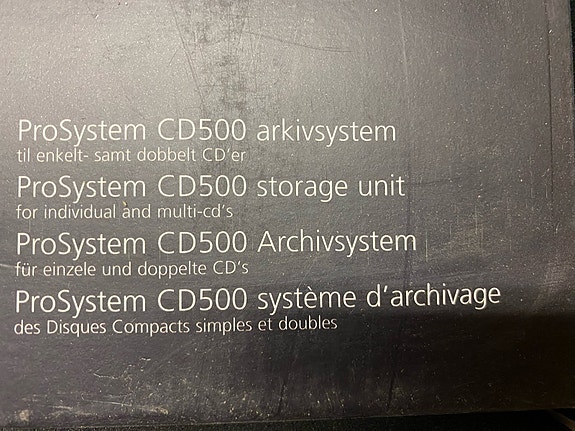 ProSystem CD500 arkivsystem
til enkelt- samt dobbelt CD'er
ProSystem CD500 storage unit
for individual and multi-cd's
ProSystem CD500 Archivsystem
für einzele und doppelte CD's
ProSystem CD500 système d'archivage
des Disques Compacts simples et doubles